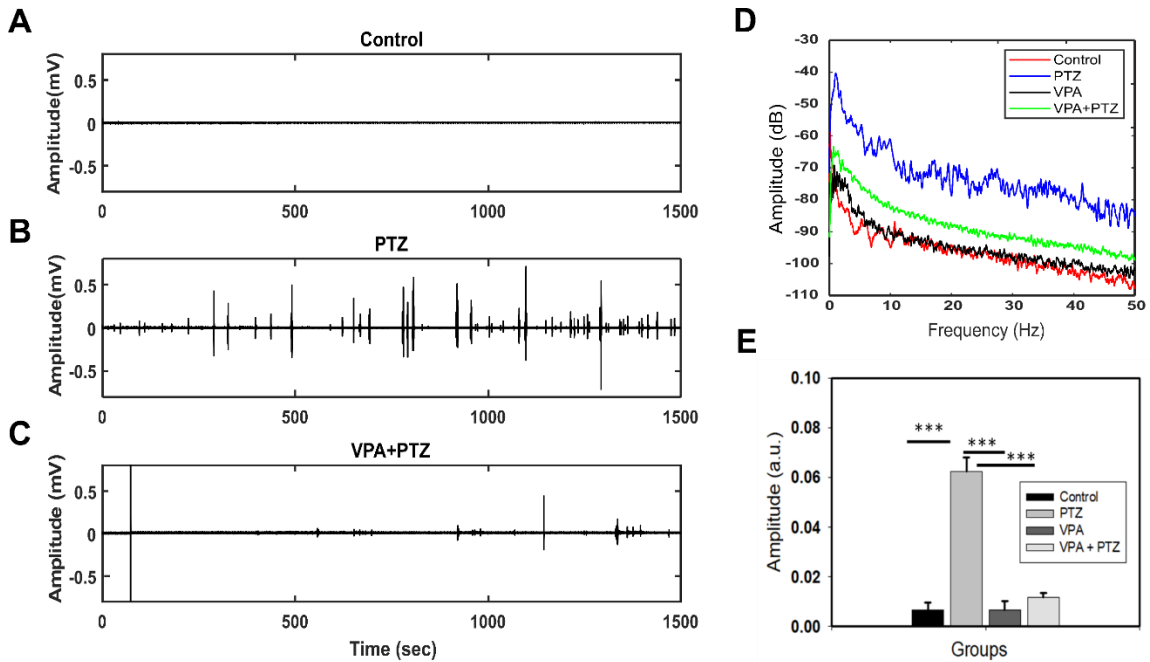 A
Control
Amplitude(mV)
0.5
0
-0.5
0 500 1000 1500
B
PTZ
Amplitude(mV)
0.5
0
-0.5
0 500 1000 1500
C
VPA+PTZ
Amplitude (mV)
0.5
0
-0.5
0 500 1000 1500
Time (sec)
D
Amplitude (dB)
-30
-40
-50
-60
-70
-80
-90
-100
-110
Control
PTZ
VPA
VPA+PTZ
0 10 20 30 40 50
Frequency (Hz)
E
Amplitude (a.u.)
0.10
0.08
0.06
0.04
0.02
0.00
***
***
***
Control
PTZ
VPA
VPA + PTZ
Groups